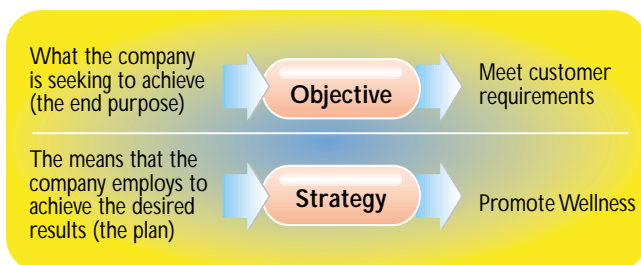 What the company
is seeking to achieve
(the end purpose)
Objective
Meet customer
requirements
The means that the
company employs to
achieve the desired
results (the plan)
Strategy
Promote Wellness